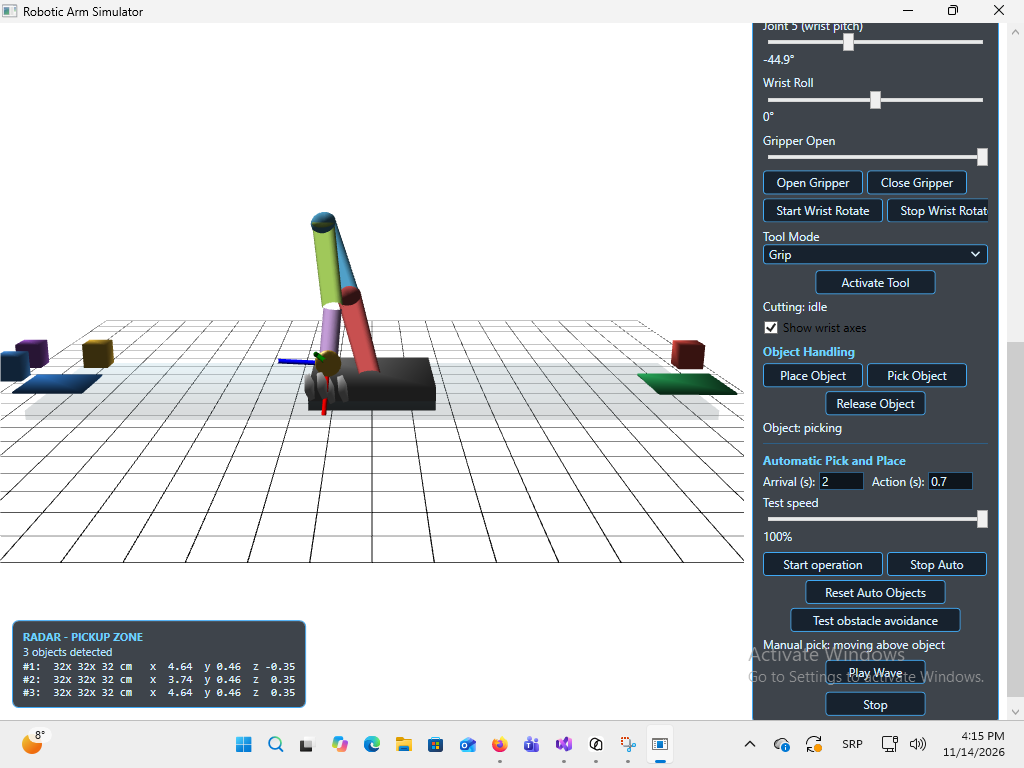 Robotic Arm Simulator
Joint 5 (wrist pitch)
-44.9°
Wrist Roll
0°
Gripper Open
Open Gripper Close Gripper
Start Wrist Rotate Stop Wrist Rotat
Tool Mode
Grip
Activate Tool
Cutting: idle
Show wrist axes
Object Handling
Place Object Pick Object
Release Object
Object: picking
Automatic Pick and Place
Arrival (s): 2 Action (s): 0.7
Test speed
100%
Start operation Stop Auto
Reset Auto Objects
Test obstacle avoidance
Manual pick: moving above object
Activate Windows
Play Wave
Go to Settings to activate Windows.
Stop
RADAR - PICKUP ZONE
3 objects detected
#1: 32x 32x 32 cm x 4.64 y 0.46 z -0.35
#2: 32x 32x 32 cm x 3.74 y 0.46 z 0.35
#3: 32x 32x 32 cm x 4.64 y 0.46 z 0.35
8°
SRP
4:15 PM
11/14/2026